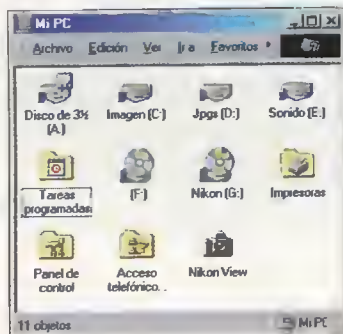 Mi PC
Archivo Edición Ver Ir a Favoritos
Disco de 3½ (A:) Imagen (C:) Jpgs (D:) Sonido (E:)
Tareas programadas (F:) Nikon (G:) Impresoras
Panel de control Acceso telefónico... Nikon View
11 objetos Mi PC